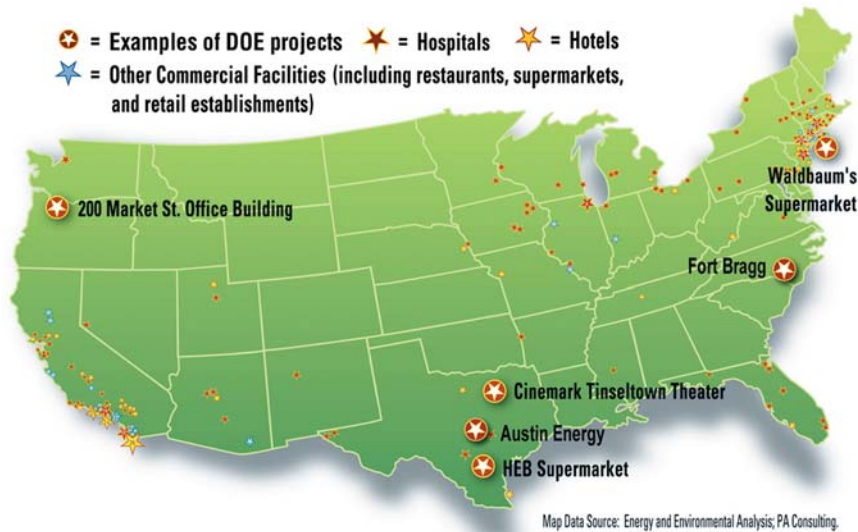 = Examples of DOE projects = Hospitals = Hotels
= Other Commercial Facilities (including restaurants, supermarkets,
and retail establishments)
Waldbaum's
Supermarket
200 Market St. Office Building
Fort Bragg
Cinemark Tinseltown Theater
Austin Energy
HEB Supermarket
Map Data Source: Energy and Environmental Analysis; PA Consulting.